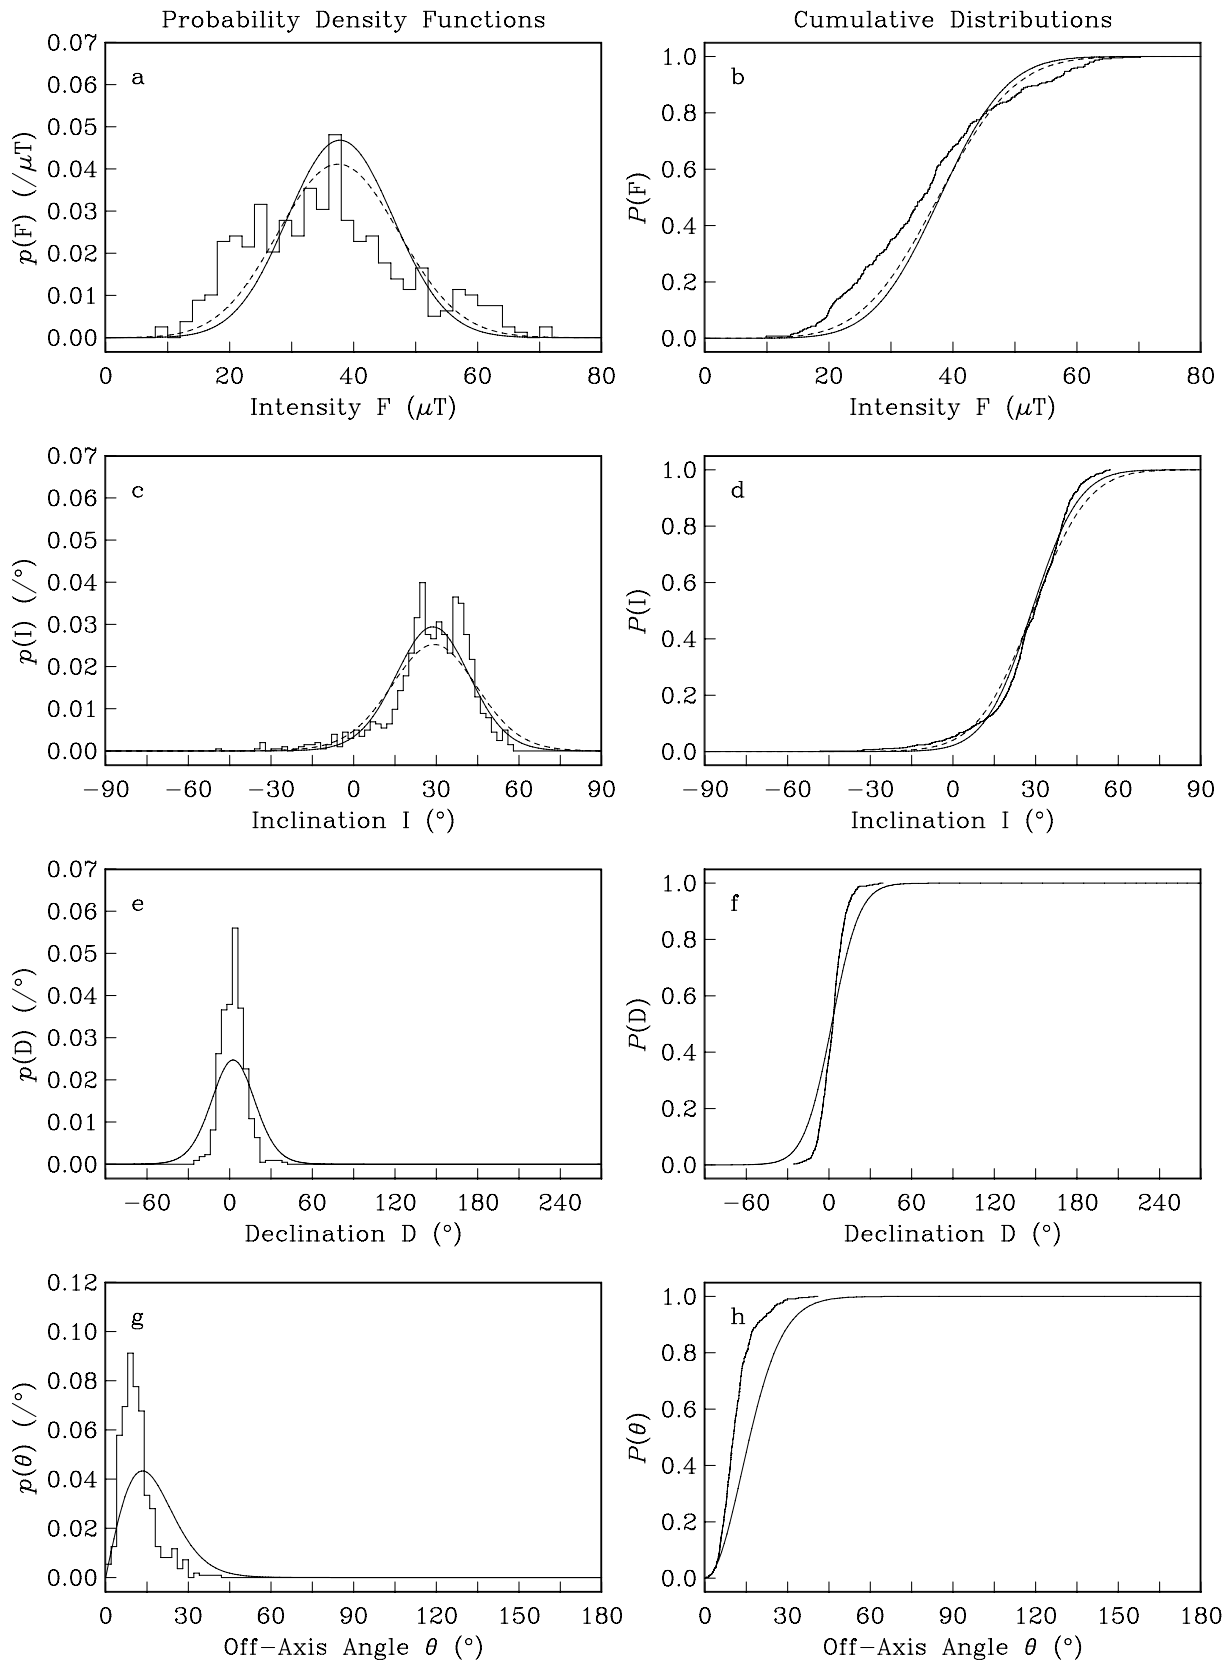 Probability Density Functions
Cumulative Distributions
a
p(F) (/μT)
0.07
0.06
0.05
0.04
0.03
0.02
0.01
0.00
0 20 40 60 80
Intensity F (μT)
b
P(F)
1.0
0.8
0.6
0.4
0.2
0.0
0 20 40 60 80
Intensity F (μT)
c
p(I) (/°)
0.07
0.06
0.05
0.04
0.03
0.02
0.01
0.00
−90 −60 −30 0 30 60 90
Inclination I (°)
d
P(I)
1.0
0.8
0.6
0.4
0.2
0.0
−90 −60 −30 0 30 60 90
Inclination I (°)
e
p(D) (/°)
0.07
0.06
0.05
0.04
0.03
0.02
0.01
0.00
−60 0 60 120 180 240
Declination D (°)
f
P(D)
1.0
0.8
0.6
0.4
0.2
0.0
−60 0 60 120 180 240
Declination D (°)
g
p(θ) (/°)
0.12
0.10
0.08
0.06
0.04
0.02
0.00
0 30 60 90 120 150 180
Off−Axis Angle θ (°)
h
P(θ)
1.0
0.8
0.6
0.4
0.2
0.0
0 30 60 90 120 150 180
Off−Axis Angle θ (°)